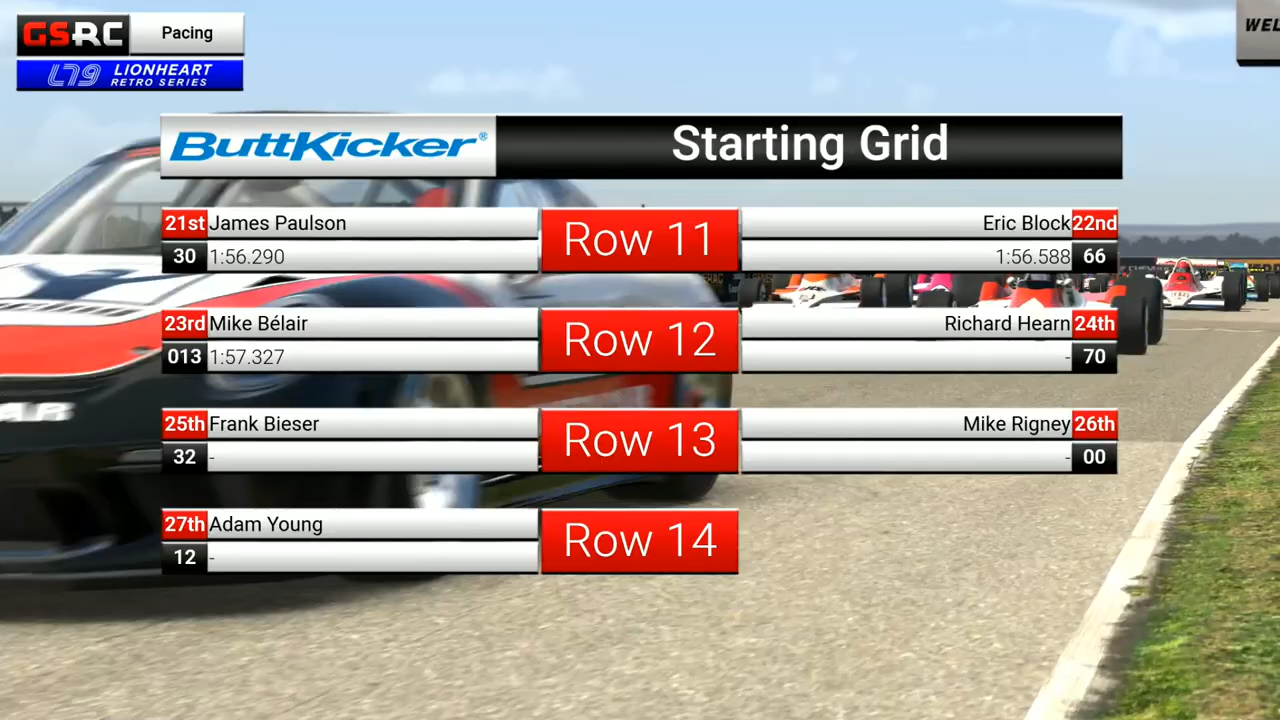 GSRC
Pacing
L79 LIONHEART
RETRO SERIES
WEL
ButtKicker®
Starting Grid
21st James Paulson
30 1:56.290
Row 11
Eric Block 22nd
1:56.588 66
23rd Mike Bélair
013 1:57.327
Row 12
Richard Hearn 24th
- 70
25th Frank Bieser
32 -
Row 13
Mike Rigney 26th
- 00
27th Adam Young
12 -
Row 14